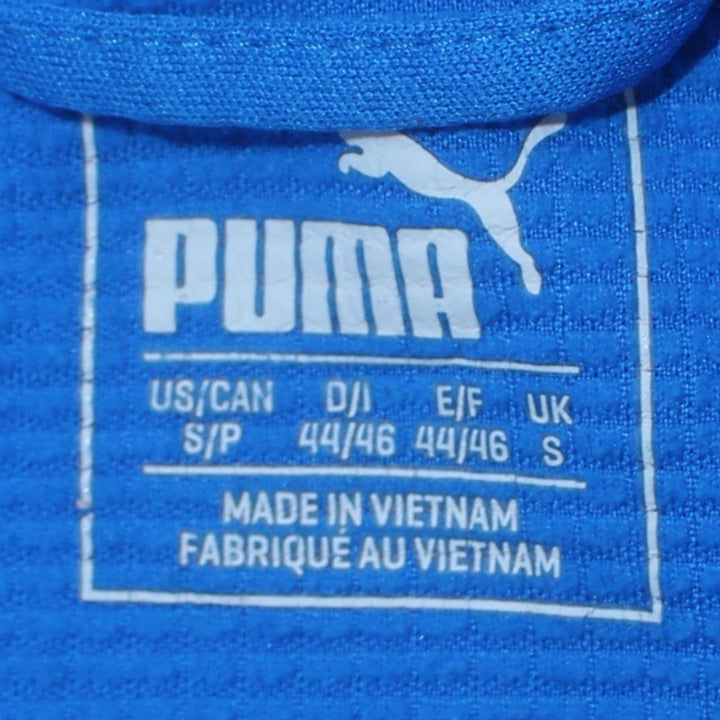 PUMA
US/CAN D/I E/F UK
S/P 44/46 44/46 S
MADE IN VIETNAM
FABRIQUÉ AU VIETNAM